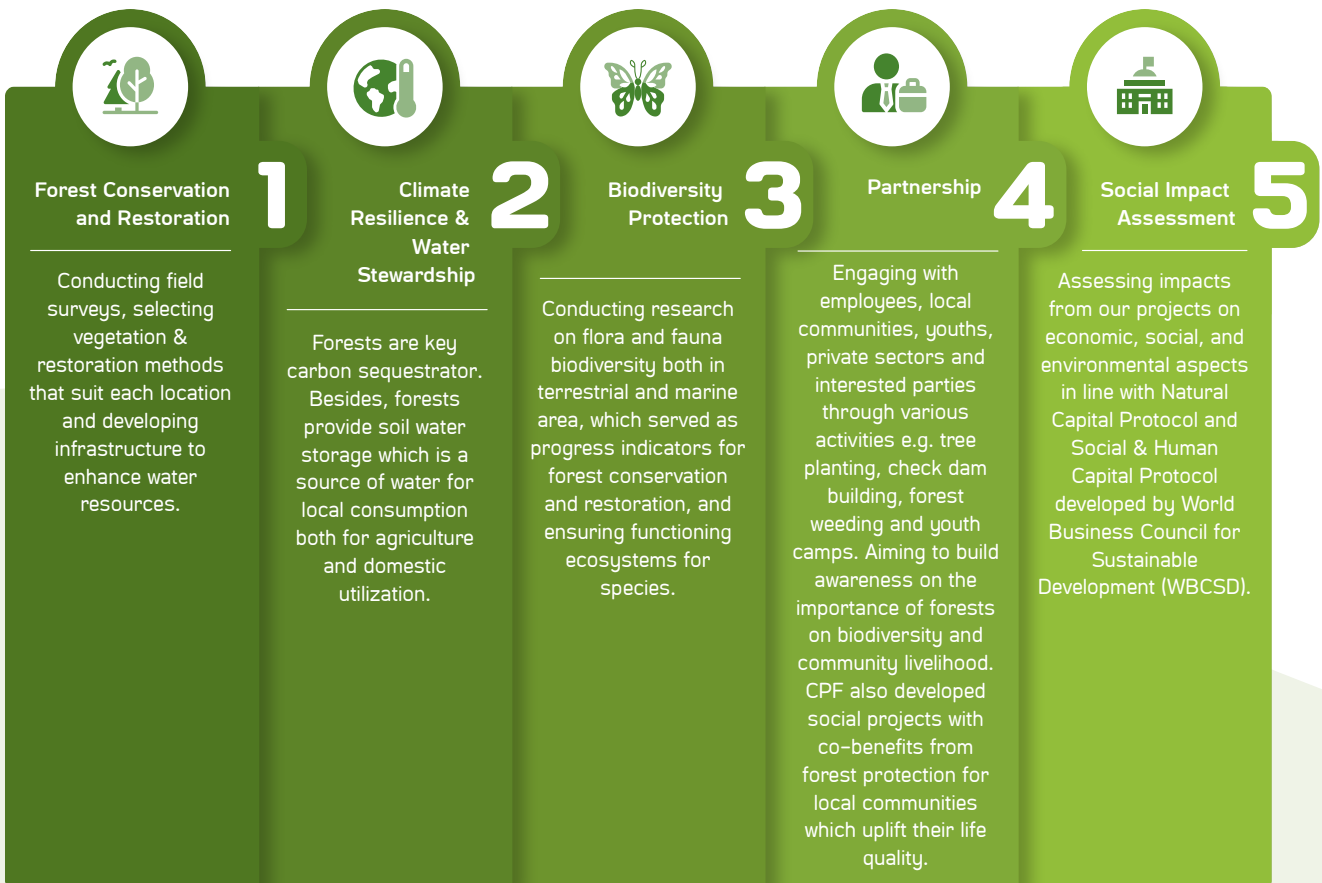 Forest Conservation
and Restoration
1
Conducting field
surveys, selecting
vegetation &
restoration methods
that suit each location
and developing
infrastructure to
enhance water
resources.
Climate
Resilience &
Water
Stewardship
2
Forests are key
carbon sequestrator.
Besides, forests
provide soil water
storage which is a
source of water for
local consumption
both for agriculture
and domestic
utilization.
Biodiversity
Protection
3
Conducting research
on flora and fauna
biodiversity both in
terrestrial and marine
area, which served as
progress indicators for
forest conservation
and restoration, and
ensuring functioning
ecosystems for
species.
Partnership
4
Engaging with
employees, local
communities, youths,
private sectors and
interested parties
through various
activities e.g. tree
planting, check dam
building, forest
weeding and youth
camps. Aiming to build
awareness on the
importance of forests
on biodiversity and
community livelihood.
CPF also developed
social projects with
co-benefits from
forest protection for
local communities
which uplift their life
quality.
Social Impact
Assessment
5
Assessing impacts
from our projects on
economic, social, and
environmental aspects
in line with Natural
Capital Protocol and
Social & Human
Capital Protocol
developed by World
Business Council for
Sustainable
Development (WBCSD).